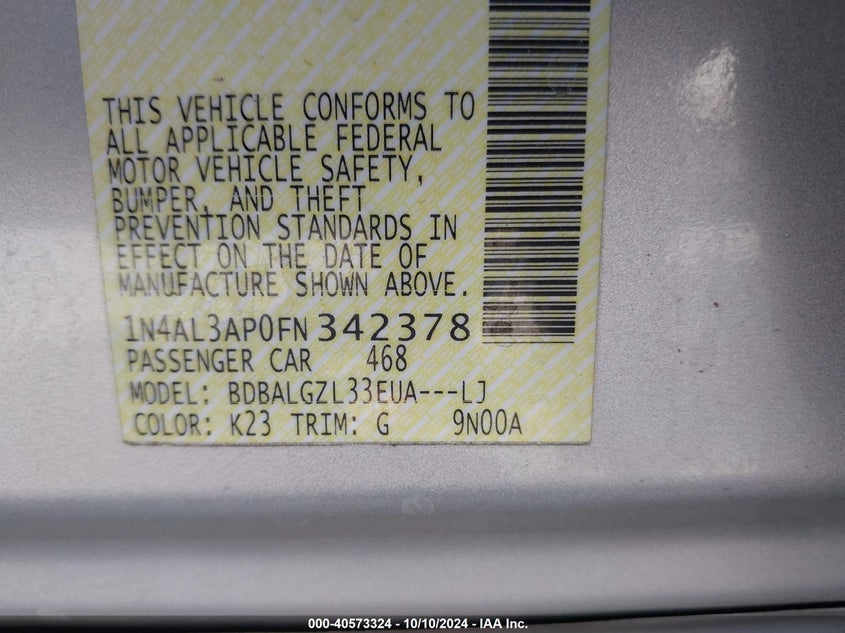 THIS VEHICLE CONFORMS TO
ALL APPLICABLE FEDERAL
MOTOR VEHICLE SAFETY,
BUMPER, AND THEFT
PREVENTION STANDARDS IN
EFFECT ON THE DATE OF
MANUFACTURE SHOWN ABOVE.
1N4AL3AP0FN342378
PASSENGER CAR 468
MODEL: BDBALGZL33EUA---LJ
COLOR: K23 TRIM: G 9N00A
000-40573324 - 10/10/2024 - IAA Inc.